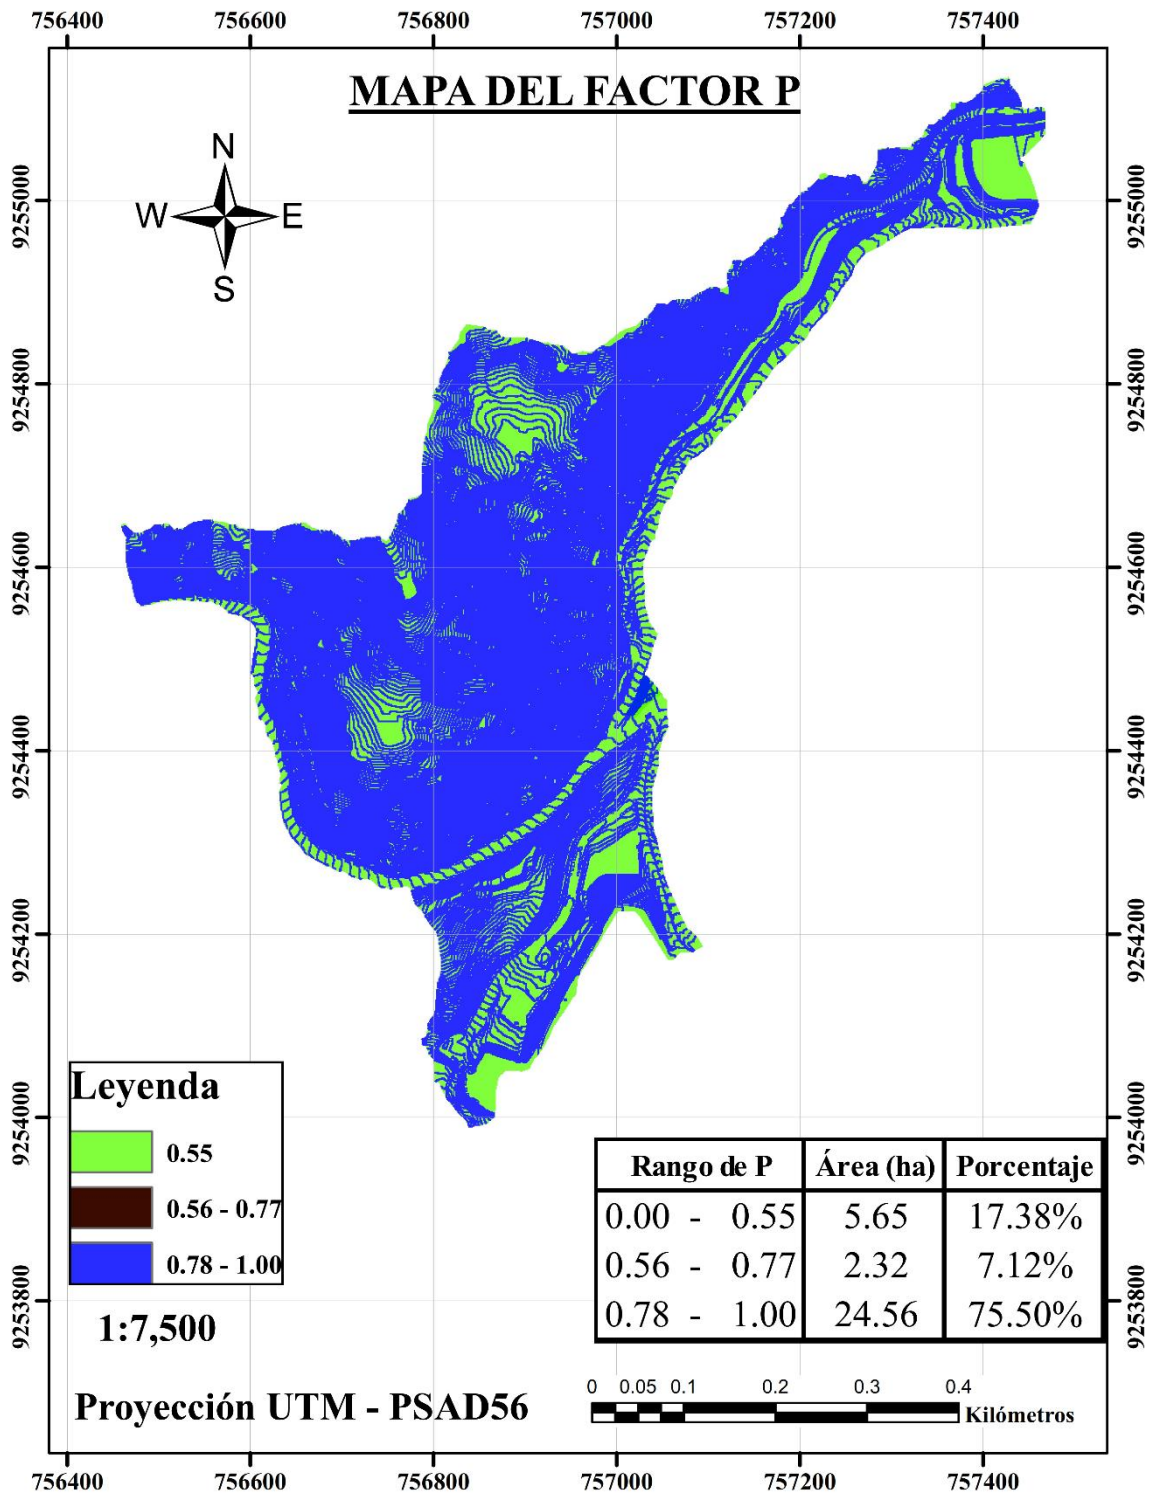 756400 756600 756800 757000 757200 757400
MAPA DEL FACTOR P
N
W E
S
9255000 9255000
9254800 9254800
9254600 9254600
9254400 9254400
9254200 9254200
9254000 9254000
9253800 9253800
Leyenda
0.55
0.56 - 0.77
0.78 - 1.00
1:7,500
Rango de P Área (ha) Porcentaje
0.00 - 0.55 5.65 17.38%
0.56 - 0.77 2.32 7.12%
0.78 - 1.00 24.56 75.50%
Proyección UTM - PSAD56
0 0.05 0.1 0.2 0.3 0.4
Kilómetros
756400 756600 756800 757000 757200 757400